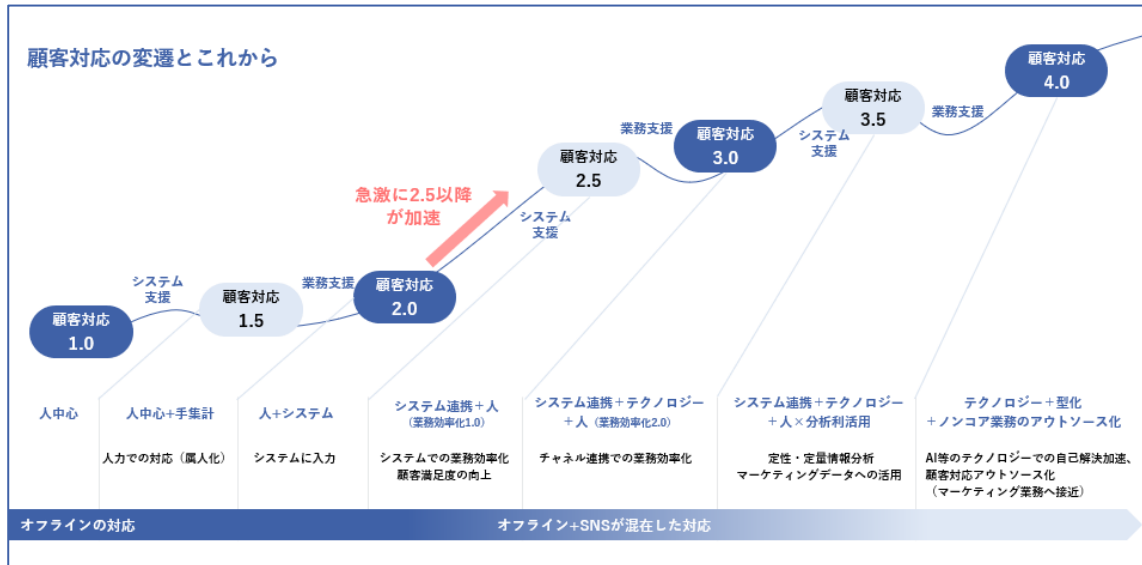 顧客対応の変遷とこれから
顧客対応
1.0
システム
支援
顧客対応
1.5
業務支援
顧客対応
2.0
急激に2.5以降
が加速
システム
支援
顧客対応
2.5
業務支援
顧客対応
3.0
システム
支援
顧客対応
3.5
業務支援
顧客対応
4.0
人中心
人中心+手集計
人力での対応（属人化）
人+システム
システムに入力
システム連携＋人
（業務効率化1.0）
システムでの業務効率化
顧客満足度の向上
システム連携＋テクノロジー
＋人（業務効率化2.0）
チャネル連携での業務効率化
システム連携＋テクノロジー
＋人×分析利活用
定性・定量情報分析
マーケティングデータへの活用
テクノロジー＋型化
＋ノンコア業務のアウトソース化
AI等のテクノロジーでの自己解決加速、
顧客対応アウトソース化
（マーケティング業務へ接近）
オフラインの対応
オフライン+SNSが混在した対応